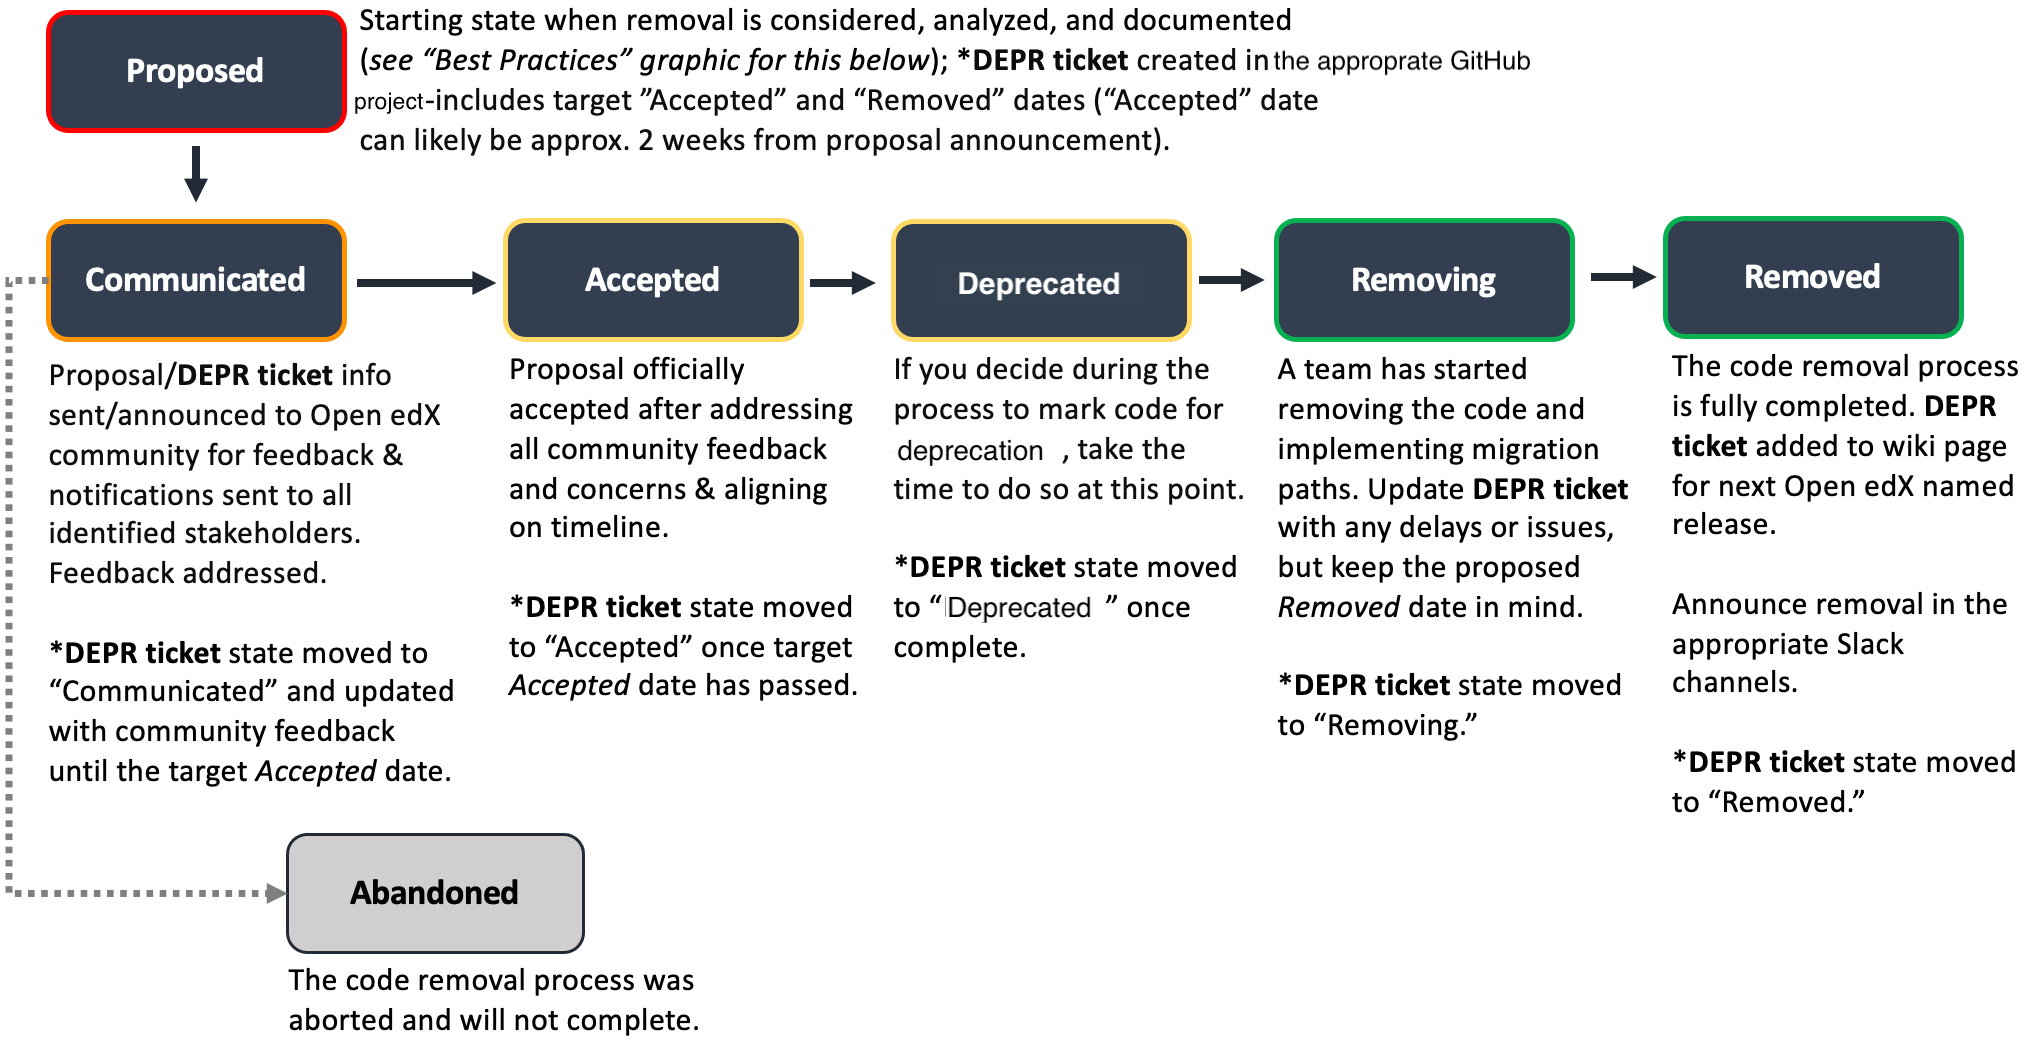 Proposed
Starting state when removal is considered, analyzed, and documented
(see “Best Practices” graphic for this below); *DEPR ticket created in the approprate GitHub
project-includes target ”Accepted” and “Removed” dates (“Accepted” date
can likely be approx. 2 weeks from proposal announcement).
Communicated
Proposal/DEPR ticket info
sent/announced to Open edX
community for feedback &
notifications sent to all
identified stakeholders.
Feedback addressed.
*DEPR ticket state moved to
“Communicated” and updated
with community feedback
until the target Accepted date.
Accepted
Proposal officially
accepted after addressing
all community feedback
and concerns & aligning
on timeline.
*DEPR ticket state moved
to “Accepted” once target
Accepted date has passed.
Deprecated
If you decide during the
process to mark code for
deprecation , take the
time to do so at this point.
*DEPR ticket state moved
to “Deprecated ” once
complete.
Removing
A team has started
removing the code and
implementing migration
paths. Update DEPR ticket
with any delays or issues,
but keep the proposed
Removed date in mind.
*DEPR ticket state moved
to “Removing.”
Removed
The code removal process
is fully completed. DEPR
ticket added to wiki page
for next Open edX named
release.
Announce removal in the
appropriate Slack
channels.
*DEPR ticket state moved
to “Removed.”
Abandoned
The code removal process was
aborted and will not complete.